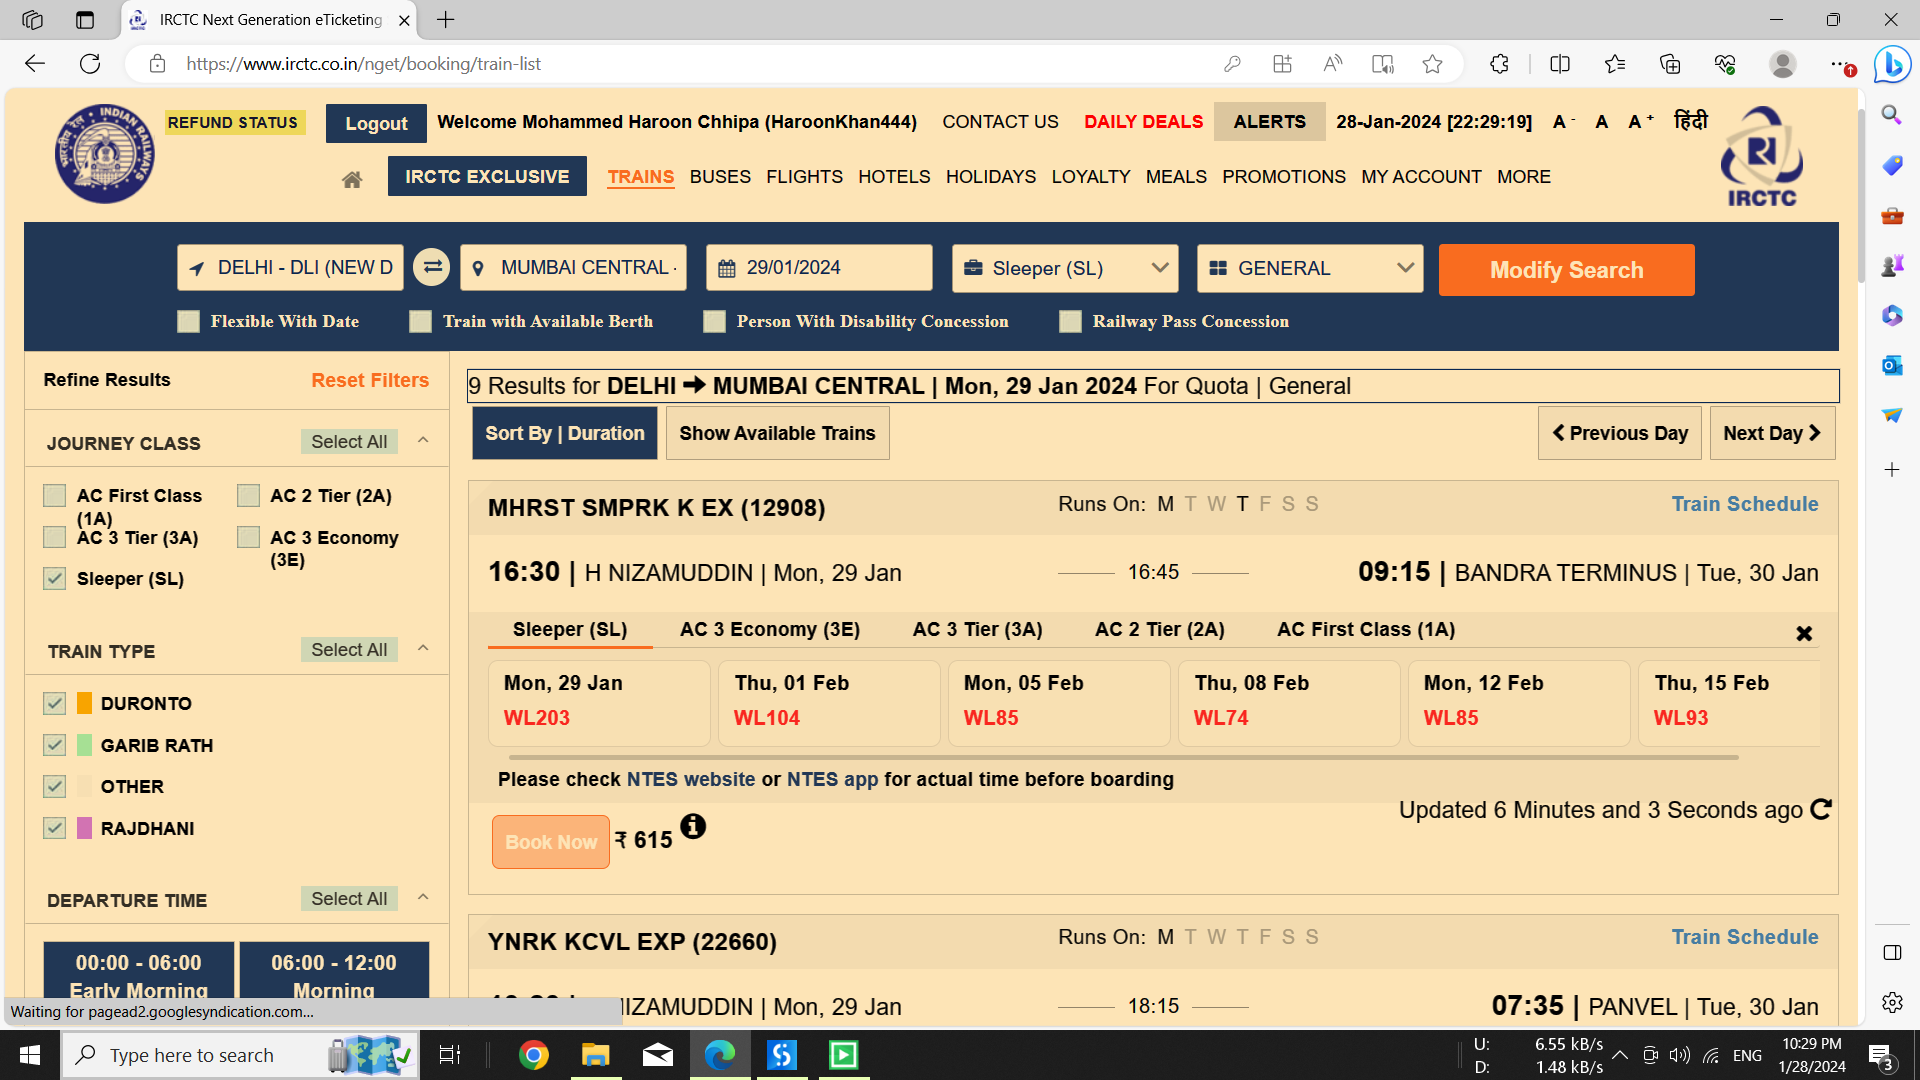 IRCTC Next Generation eTicketing
https://www.irctc.co.in/nget/booking/train-list
INDIAN RAILWAYS
REFUND STATUS
Logout
Welcome Mohammed Haroon Chhipa (HaroonKhan444)
CONTACT US
DAILY DEALS
ALERTS
28-Jan-2024 [22:29:19]
A - A A + हिंदी
IRCTC
IRCTC EXCLUSIVE
TRAINS BUSES FLIGHTS HOTELS HOLIDAYS LOYALTY MEALS PROMOTIONS MY ACCOUNT MORE
DELHI - DLI (NEW D
MUMBAI CENTRAL -
29/01/2024
Sleeper (SL)
GENERAL
Modify Search
Flexible With Date
Train with Available Berth
Person With Disability Concession
Railway Pass Concession
Refine Results
Reset Filters
JOURNEY CLASS
Select All
AC First Class (1A)
AC 2 Tier (2A)
AC 3 Tier (3A)
AC 3 Economy (3E)
Sleeper (SL)
TRAIN TYPE
Select All
DURONTO
GARIB RATH
OTHER
RAJDHANI
DEPARTURE TIME
Select All
00:00 - 06:00
Early Morning
06:00 - 12:00
Morning
9 Results for DELHI ➔ MUMBAI CENTRAL | Mon, 29 Jan 2024 For Quota | General
Sort By | Duration
Show Available Trains
Previous Day
Next Day
MHRST SMPRK K EX (12908)
Runs On: M T W T F S S
Train Schedule
16:30 | H NIZAMUDDIN | Mon, 29 Jan
16:45
09:15 | BANDRA TERMINUS | Tue, 30 Jan
Sleeper (SL)
AC 3 Economy (3E)
AC 3 Tier (3A)
AC 2 Tier (2A)
AC First Class (1A)
Mon, 29 Jan
WL203
Thu, 01 Feb
WL104
Mon, 05 Feb
WL85
Thu, 08 Feb
WL74
Mon, 12 Feb
WL85
Thu, 15 Feb
WL93
Please check NTES website or NTES app for actual time before boarding
Updated 6 Minutes and 3 Seconds ago
Book Now
₹ 615
YNRK KCVL EXP (22660)
Runs On: M T W T F S S
Train Schedule
NIZAMUDDIN | Mon, 29 Jan
18:15
07:35 | PANVEL | Tue, 30 Jan
Waiting for pagead2.googlesyndication.com...
Type here to search
U: 6.55 kB/s
D: 1.48 kB/s
ENG
10:29 PM
1/28/2024
3